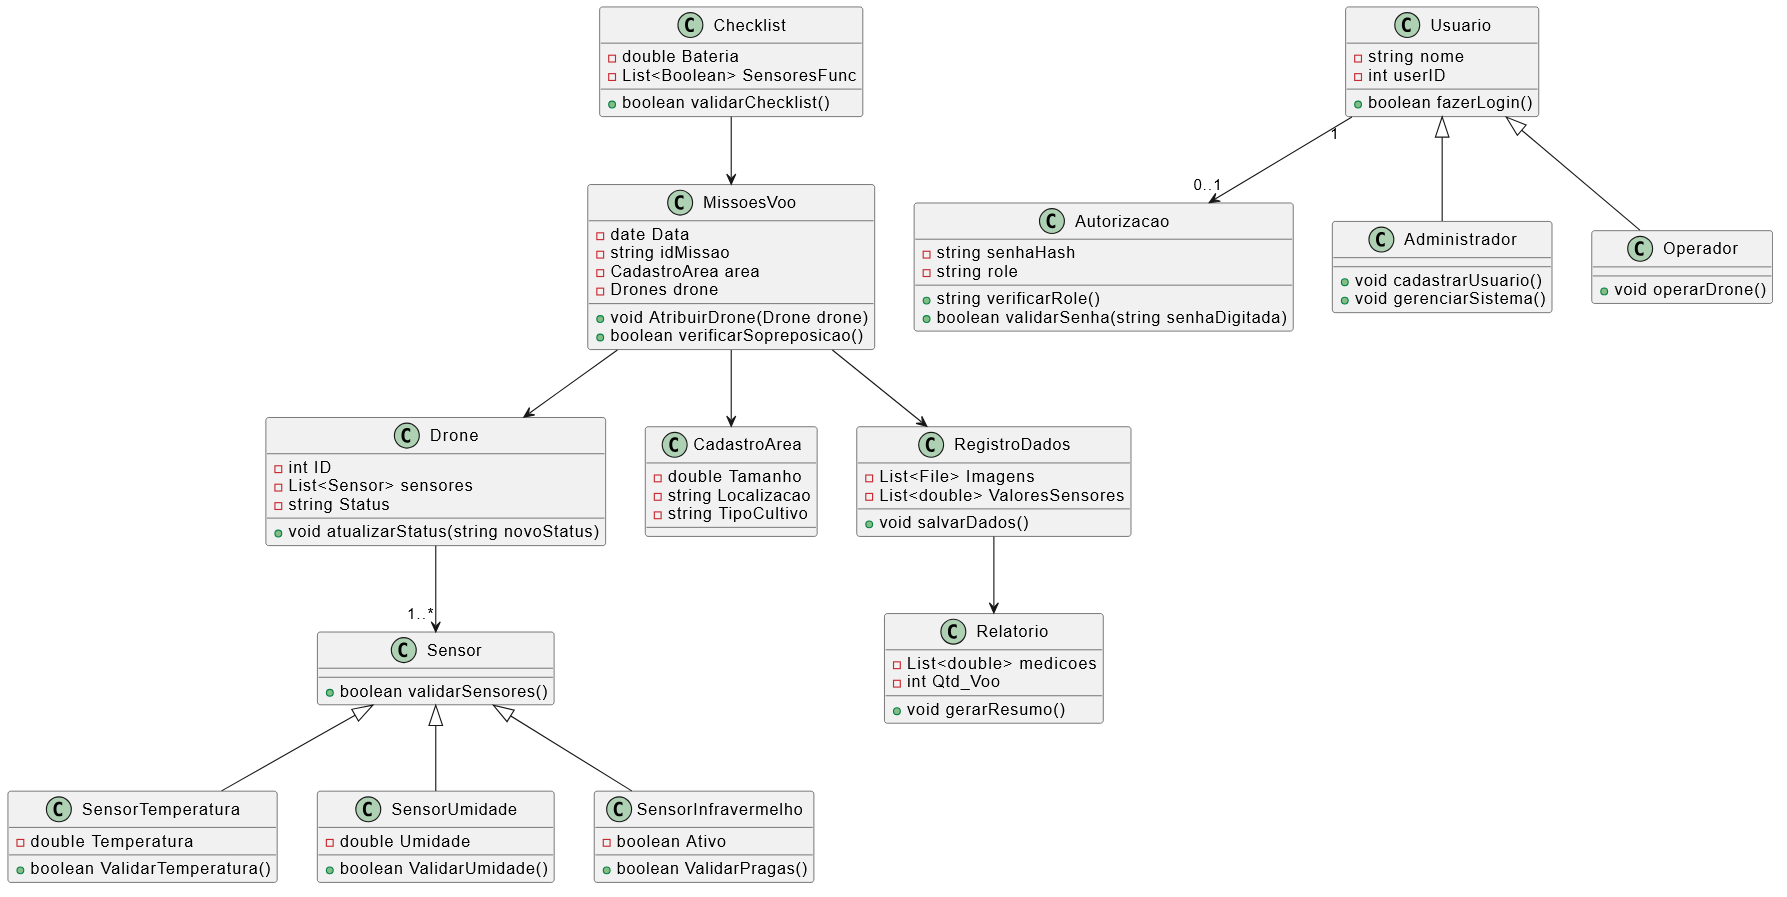 C Checklist
double Bateria
List<Boolean> SensoresFunc
boolean validarChecklist()
C Usuario
string nome
int userID
boolean fazerLogin()
1
0..1
C MissoesVoo
date Data
string idMissao
CadastroArea area
Drones drone
void AtribuirDrone(Drone drone)
boolean verificarSopreposicao()
C Autorizacao
string senhaHash
string role
string verificarRole()
boolean validarSenha(string senhaDigitada)
C Administrador
void cadastrarUsuario()
void gerenciarSistema()
C Operador
void operarDrone()
C Drone
int ID
List<Sensor> sensores
string Status
void atualizarStatus(string novoStatus)
C CadastroArea
double Tamanho
string Localizacao
string TipoCultivo
C RegistroDados
List<File> Imagens
List<double> ValoresSensores
void salvarDados()
1..*
C Sensor
boolean validarSensores()
C Relatorio
List<double> medicoes
int Qtd_Voo
void gerarResumo()
C SensorTemperatura
double Temperatura
boolean ValidarTemperatura()
C SensorUmidade
double Umidade
boolean ValidarUmidade()
C SensorInfravermelho
boolean Ativo
boolean ValidarPragas()